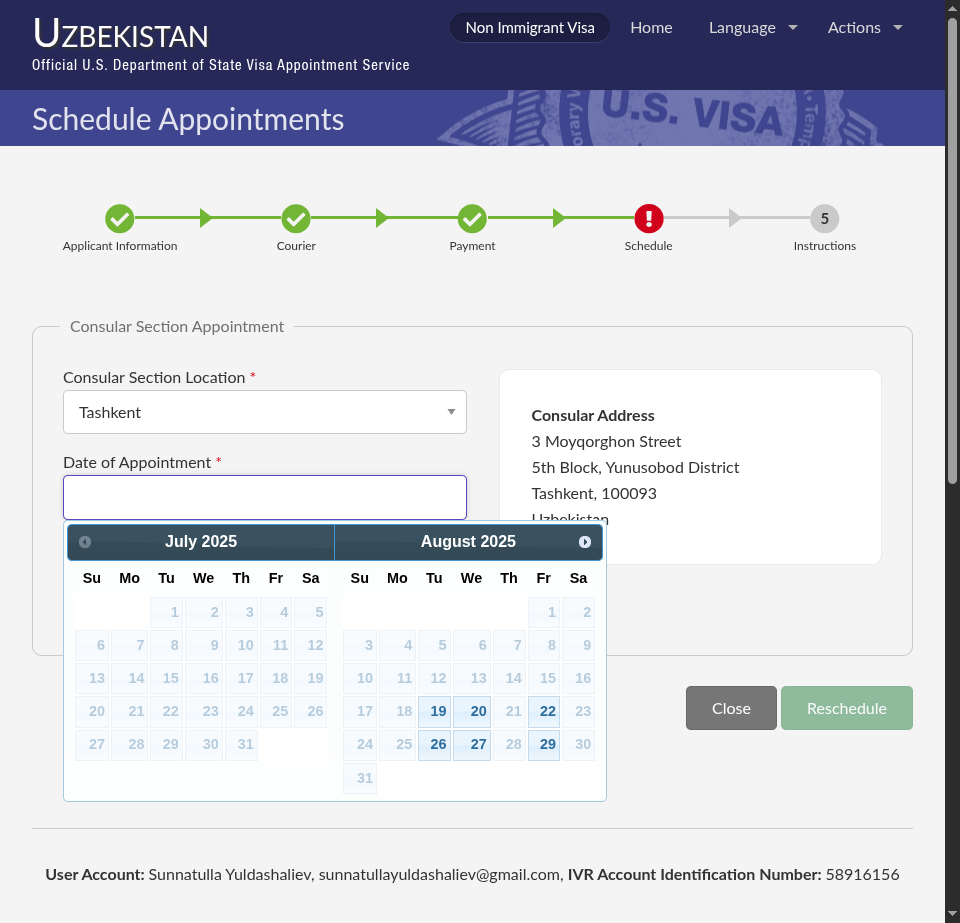 UZBEKISTAN
Official U.S. Department of State Visa Appointment Service
Non Immigrant Visa
Home
Language
Actions
Schedule Appointments
U.S. VISA
Applicant Information
Courier
Payment
Schedule
5
Instructions
Consular Section Appointment
Consular Section Location *
Tashkent
Date of Appointment *
Consular Address
3 Moyqorghon Street
5th Block, Yunusobod District
Tashkent, 100093
Uzbekistan
July 2025
Su Mo Tu We Th Fr Sa
1 2 3 4 5
6 7 8 9 10 11 12
13 14 15 16 17 18 19
20 21 22 23 24 25 26
27 28 29 30 31
August 2025
Su Mo Tu We Th Fr Sa
1 2
3 4 5 6 7 8 9
10 11 12 13 14 15 16
17 18 19 20 21 22 23
24 25 26 27 28 29 30
31
Close
Reschedule
User Account: Sunnatulla Yuldashaliev, sunnatullayuldashaliev@gmail.com, IVR Account Identification Number: 58916156